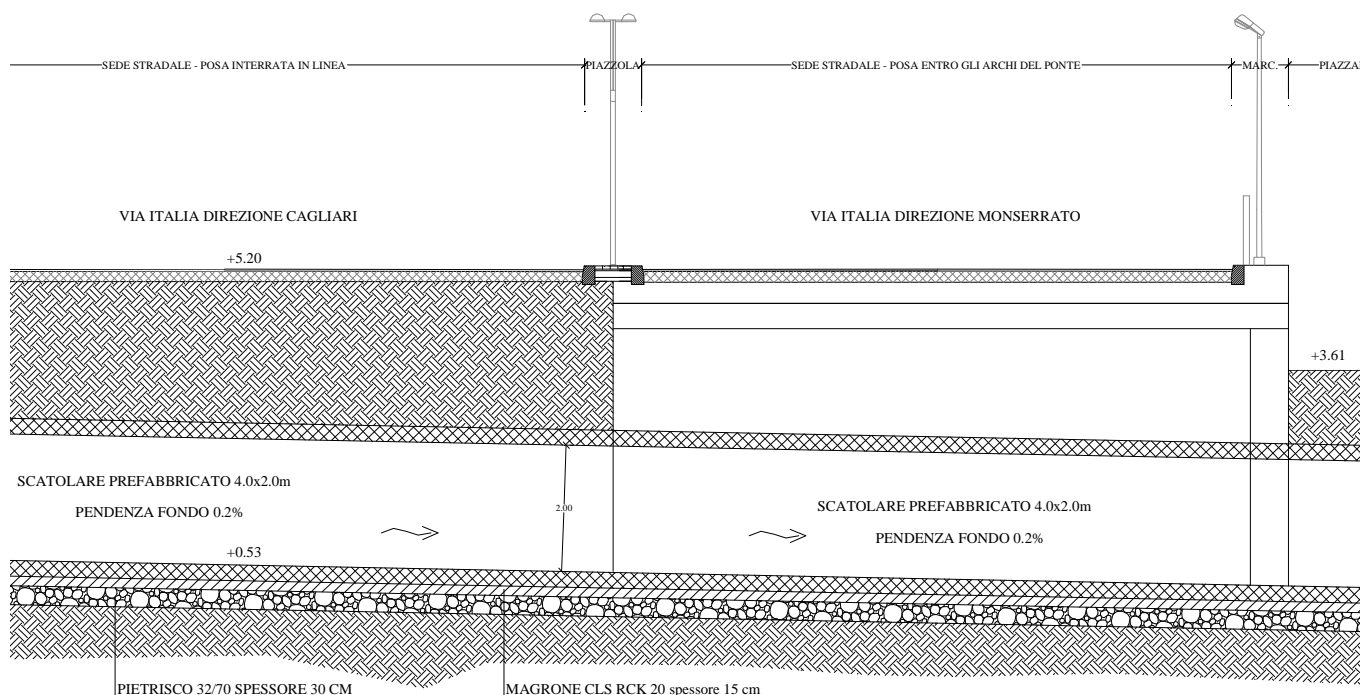 SEDE STRADALE - POSA INTERRATA IN LINEA
PIAZZOLA
SEDE STRADALE - POSA ENTRO GLI ARCHI DEL PONTE
MARC.
VIA ITALIA DIREZIONE CAGLIARI
VIA ITALIA DIREZIONE MONSERRATO
+5.20
+3.61
SCATOLARE PREFABBRICATO 4.0x2.0m
PENDENZA FONDO 0.2%
2.00
SCATOLARE PREFABBRICATO 4.0x2.0m
PENDENZA FONDO 0.2%
+0.53
PIETRISCO 32/70 SPESSORE 30 CM
MAGRONE CLS RCK 20 spessore 15 cm